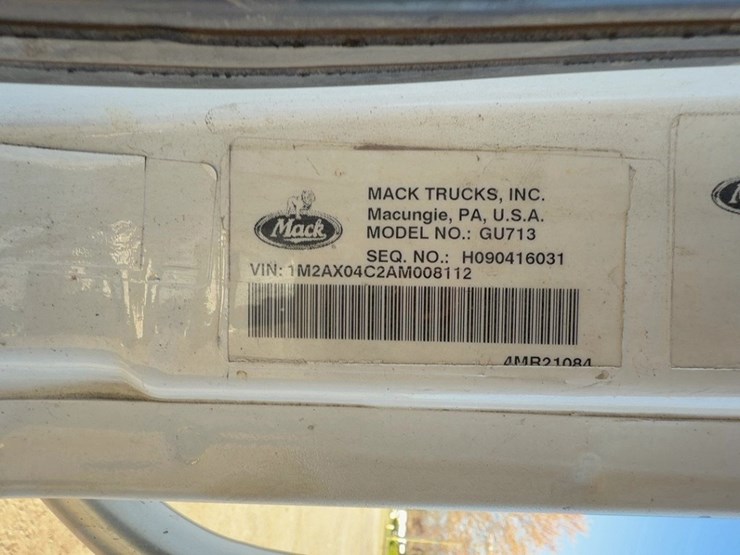 Mack
MACK TRUCKS, INC.
Macungie, PA, U.S.A.
MODEL NO.: GU713
SEQ. NO.: H090416031
VIN: 1M2AX04C2AM008112
4MR21084